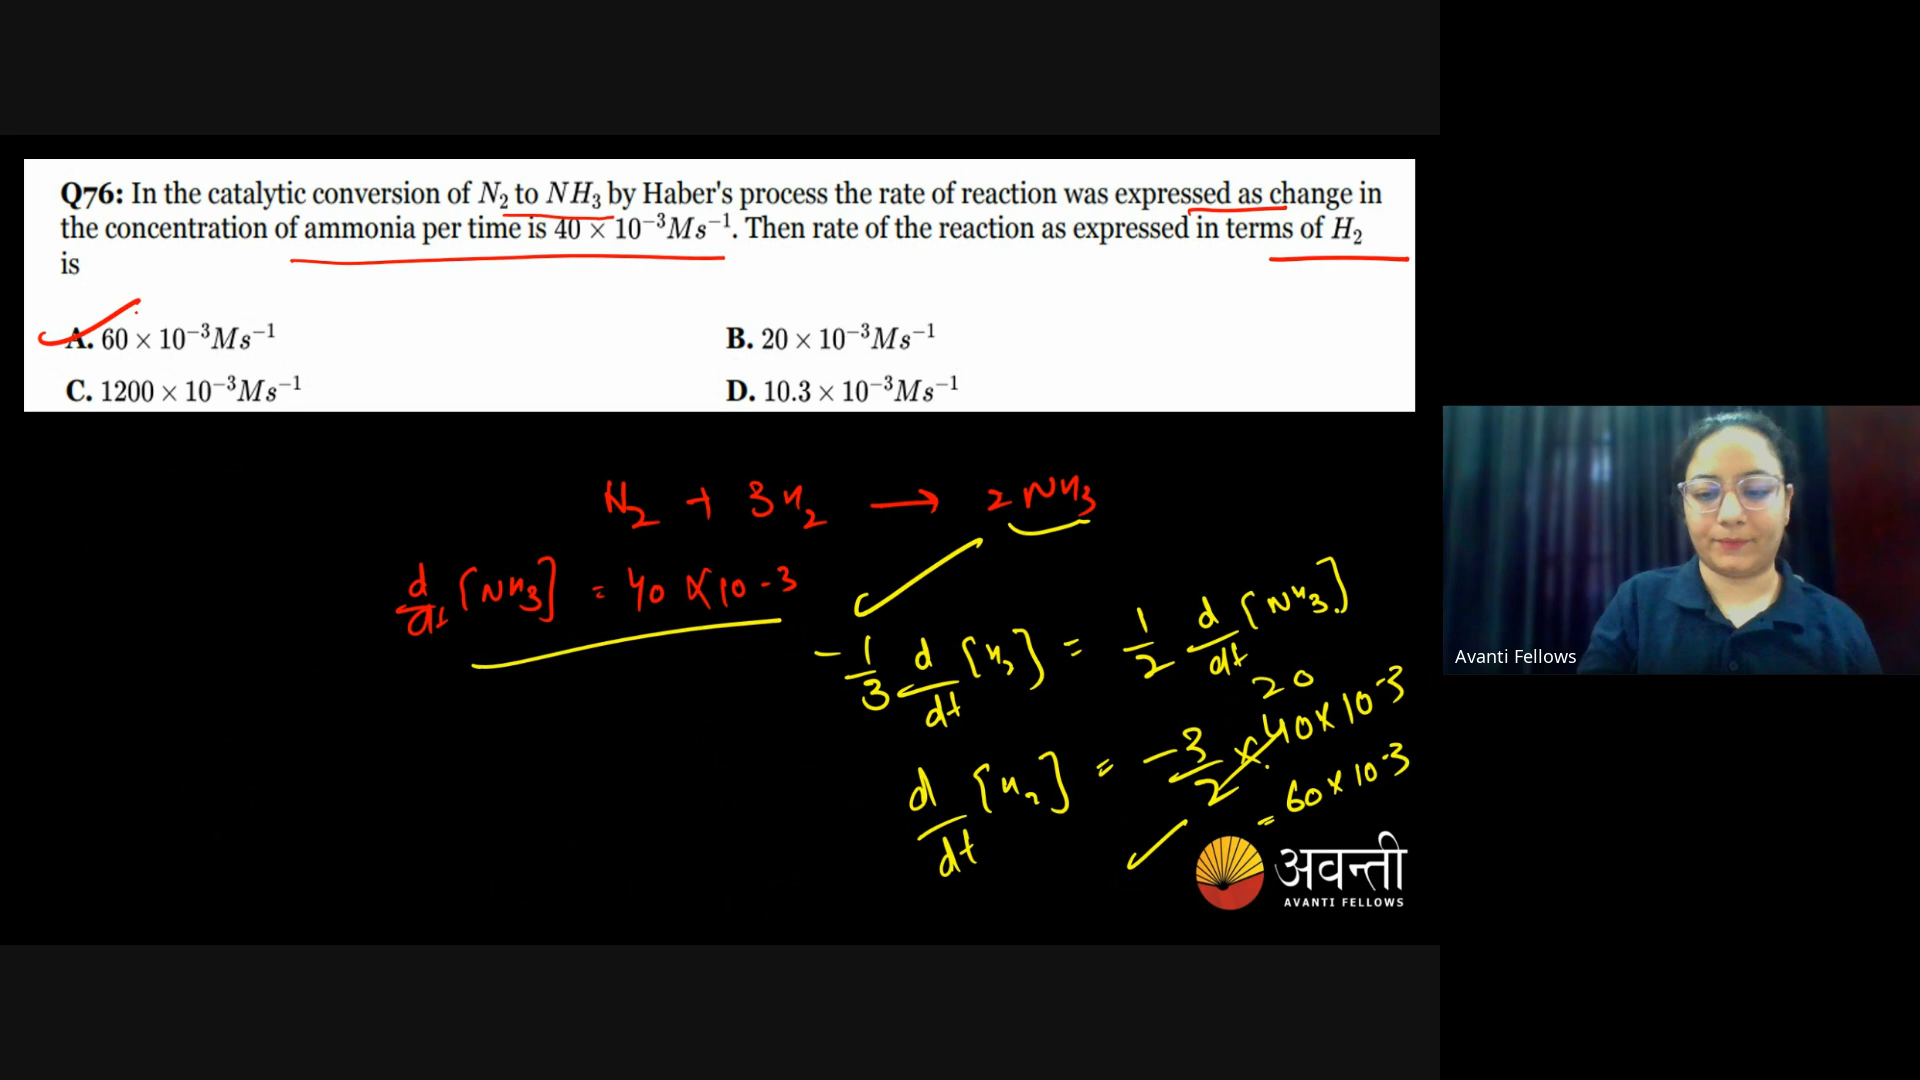 Q76: In the catalytic conversion of N₂ to NH₃ by Haber's process the rate of reaction was expressed as change in
the concentration of ammonia per time is 40 × 10⁻³Ms⁻¹. Then rate of the reaction as expressed in terms of H₂
is
A. 60 × 10⁻³Ms⁻¹
B. 20 × 10⁻³Ms⁻¹
C. 1200 × 10⁻³Ms⁻¹
D. 10.3 × 10⁻³Ms⁻¹
N₂ + 3H₂ → 2NH₃
d/dt [NH₃] = 40 × 10⁻³
-1/3 d/dt [H₂] = 1/2 d/dt [NH₃]
20
d/dt [H₂] = -3/2 × 40 × 10⁻³
= 60 × 10⁻³
Avanti Fellows
अवन्ती
AVANTI FELLOWS